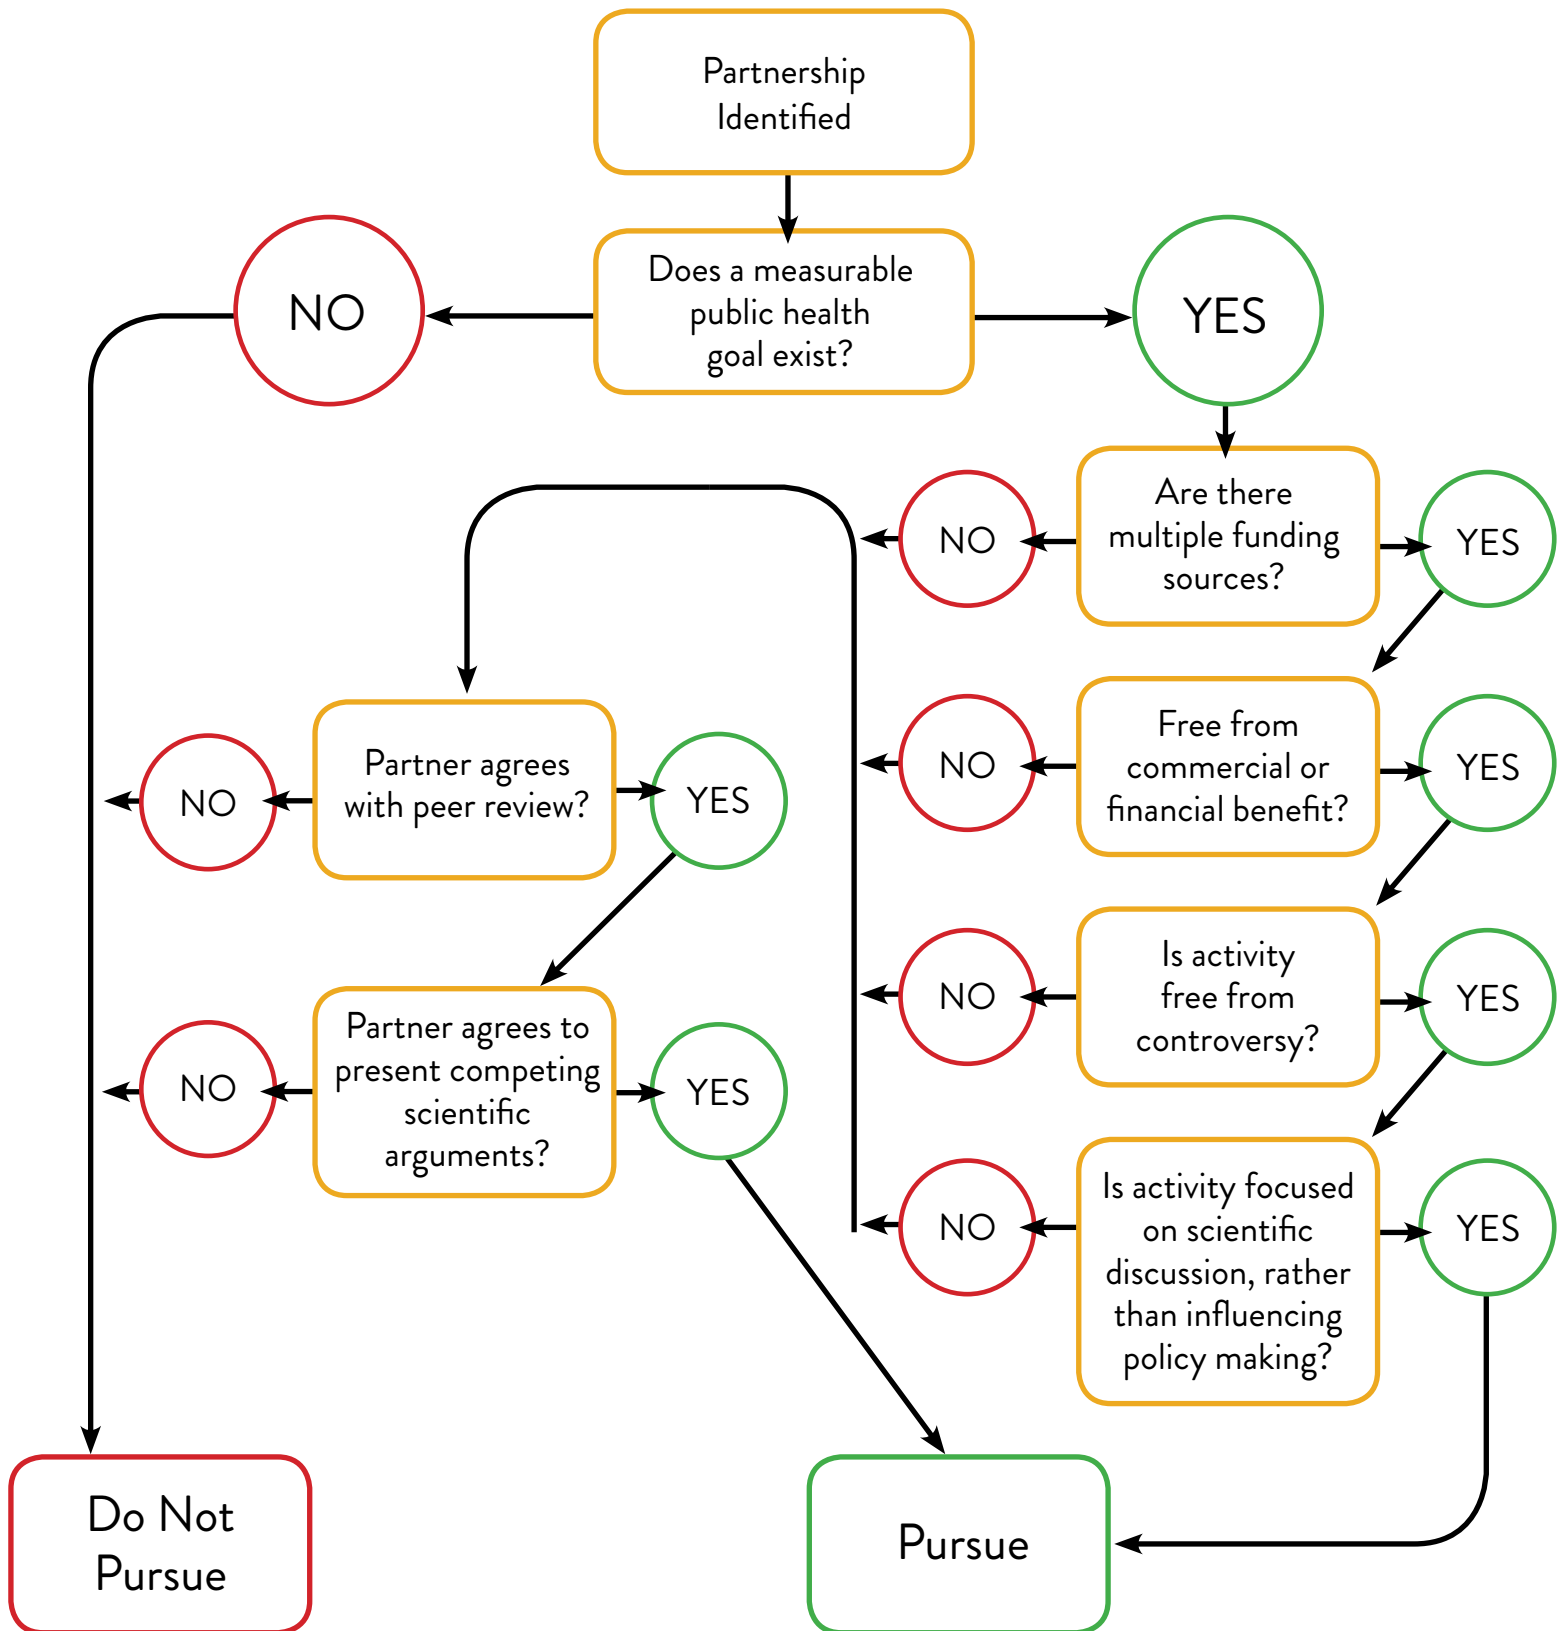 Partnership
Identified
Does a measurable
public health
goal exist?
NO
YES
Are there
multiple funding
sources?
NO
YES
Free from
commercial or
financial benefit?
NO
YES
Is activity
free from
controversy?
NO
YES
Is activity focused
on scientific
discussion, rather
than influencing
policy making?
NO
YES
Partner agrees
with peer review?
NO
YES
Partner agrees to
present competing
scientific
arguments?
NO
YES
Do Not
Pursue
Pursue